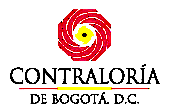 CONTRALORÍA
DE BOGOTÁ, D.C.